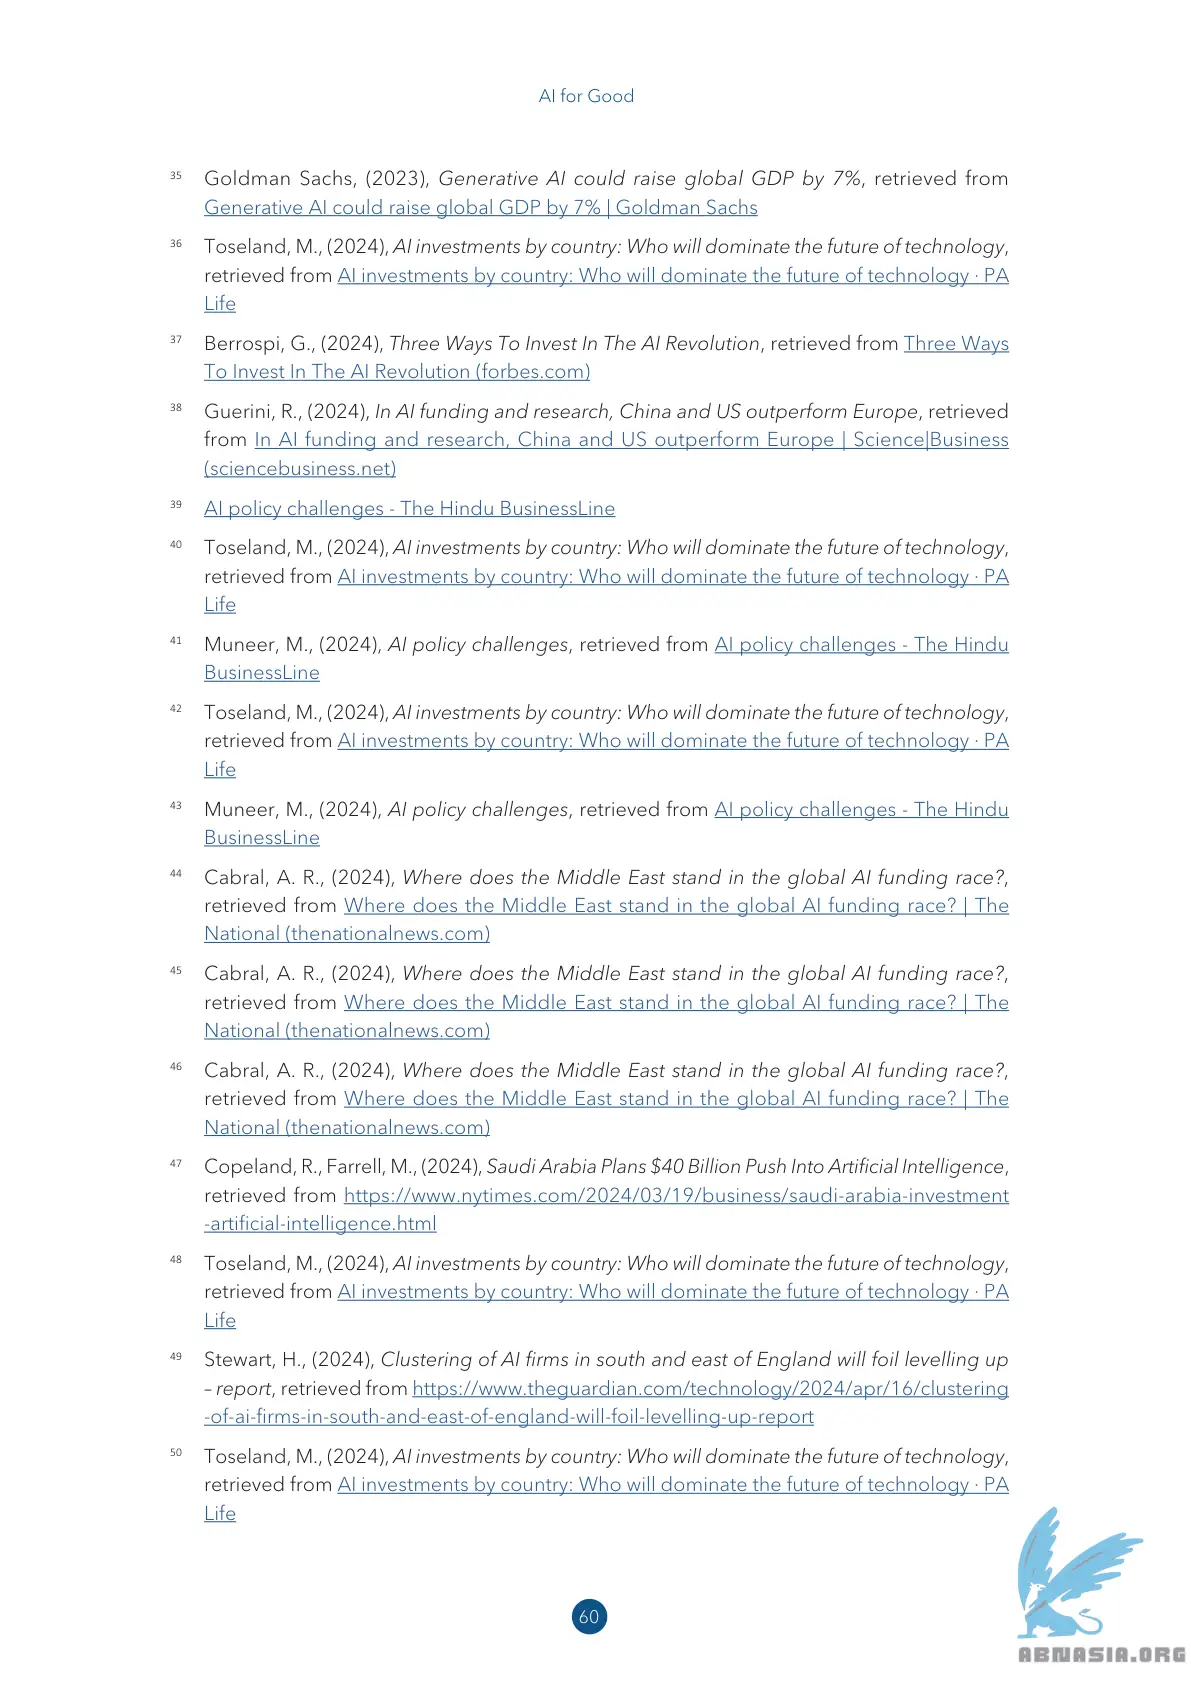 AI for Good
35 Goldman Sachs, (2023), Generative AI could raise global GDP by 7%, retrieved from
Generative AI could raise global GDP by 7% | Goldman Sachs
36 Toseland, M., (2024), AI investments by country: Who will dominate the future of technology,
retrieved from AI investments by country: Who will dominate the future of technology · PA
Life
37 Berrospi, G., (2024), Three Ways To Invest In The AI Revolution, retrieved from Three Ways
To Invest In The AI Revolution (forbes.com)
38 Guerini, R., (2024), In AI funding and research, China and US outperform Europe, retrieved
from In AI funding and research, China and US outperform Europe | Science|Business
(sciencebusiness.net)
39 AI policy challenges - The Hindu BusinessLine
40 Toseland, M., (2024), AI investments by country: Who will dominate the future of technology,
retrieved from AI investments by country: Who will dominate the future of technology · PA
Life
41 Muneer, M., (2024), AI policy challenges, retrieved from AI policy challenges - The Hindu
BusinessLine
42 Toseland, M., (2024), AI investments by country: Who will dominate the future of technology,
retrieved from AI investments by country: Who will dominate the future of technology · PA
Life
43 Muneer, M., (2024), AI policy challenges, retrieved from AI policy challenges - The Hindu
BusinessLine
44 Cabral, A. R., (2024), Where does the Middle East stand in the global AI funding race?,
retrieved from Where does the Middle East stand in the global AI funding race? | The
National (thenationalnews.com)
45 Cabral, A. R., (2024), Where does the Middle East stand in the global AI funding race?,
retrieved from Where does the Middle East stand in the global AI funding race? | The
National (thenationalnews.com)
46 Cabral, A. R., (2024), Where does the Middle East stand in the global AI funding race?,
retrieved from Where does the Middle East stand in the global AI funding race? | The
National (thenationalnews.com)
47 Copeland, R., Farrell, M., (2024), Saudi Arabia Plans $40 Billion Push Into Artificial Intelligence,
retrieved from https://www.nytimes.com/2024/03/19/business/saudi-arabia-investment
-artificial-intelligence.html
48 Toseland, M., (2024), AI investments by country: Who will dominate the future of technology,
retrieved from AI investments by country: Who will dominate the future of technology · PA
Life
49 Stewart, H., (2024), Clustering of AI firms in south and east of England will foil levelling up
– report, retrieved from https://www.theguardian.com/technology/2024/apr/16/clustering
-of-ai-firms-in-south-and-east-of-england-will-foil-levelling-up-report
50 Toseland, M., (2024), AI investments by country: Who will dominate the future of technology,
retrieved from AI investments by country: Who will dominate the future of technology · PA
Life
60
ABNASIA.ORG